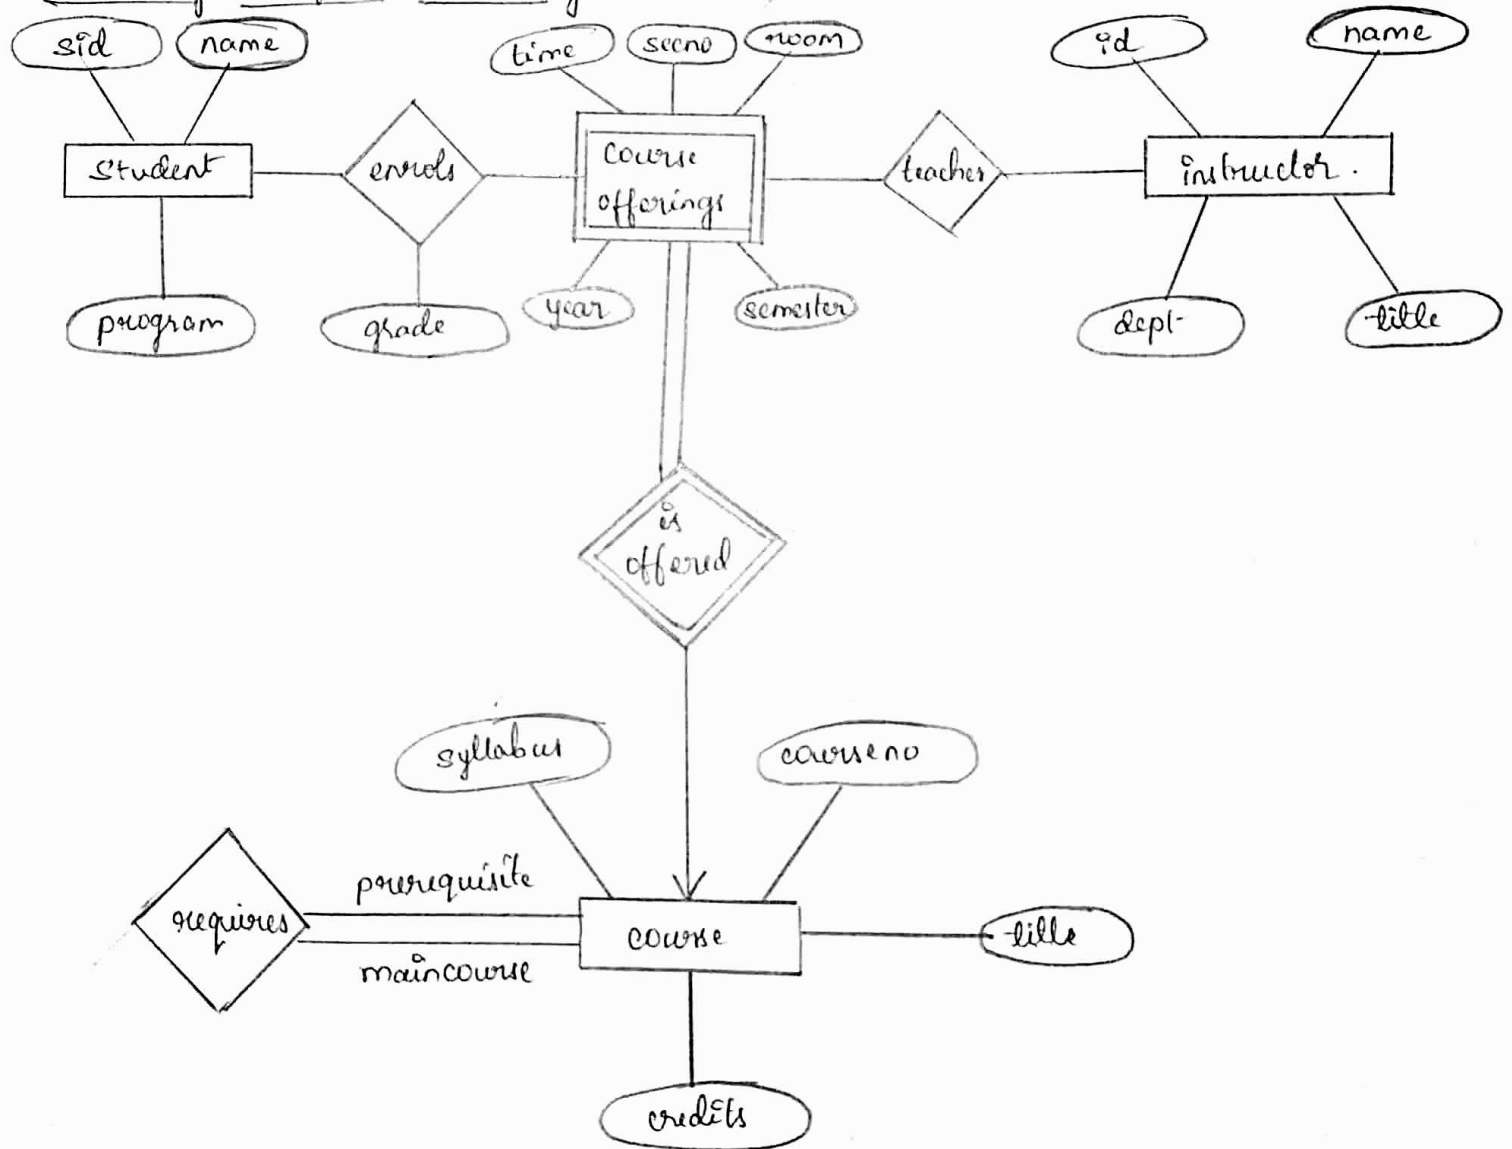 sid
name
time
secno
room
id
name
student
enrols
course
offerings
teaches
instructor.
program
grade
year
semester
dept
title
is
offered
syllabus
courseno
prerequisite
requires
course
title
maincourse
credits